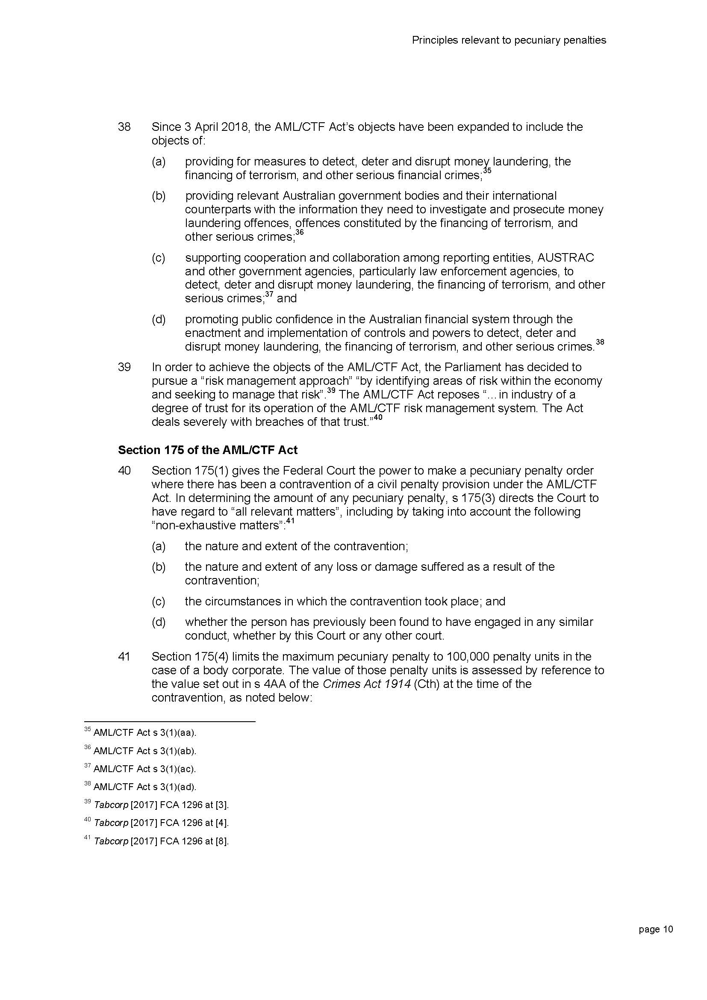 Principles relevant to pecuniary penalties
38 Since 3 April 2018, the AML/CTF Act’s objects have been expanded to include the
objects of:
(a) providing for measures to detect, deter and disrupt money laundering, the
financing of terrorism, and other serious financial crimes;35
(b) providing relevant Australian government bodies and their international
counterparts with the information they need to investigate and prosecute money
laundering offences, offences constituted by the financing of terrorism, and
other serious crimes;36
(c) supporting cooperation and collaboration among reporting entities, AUSTRAC
and other government agencies, particularly law enforcement agencies, to
detect, deter and disrupt money laundering, the financing of terrorism, and other
serious crimes;37 and
(d) promoting public confidence in the Australian financial system through the
enactment and implementation of controls and powers to detect, deter and
disrupt money laundering, the financing of terrorism, and other serious crimes.38
39 In order to achieve the objects of the AML/CTF Act, the Parliament has decided to
pursue a “risk management approach” “by identifying areas of risk within the economy
and seeking to manage that risk”.39 The AML/CTF Act reposes “... in industry of a
degree of trust for its operation of the AML/CTF risk management system. The Act
deals severely with breaches of that trust.”40
Section 175 of the AML/CTF Act
40 Section 175(1) gives the Federal Court the power to make a pecuniary penalty order
where there has been a contravention of a civil penalty provision under the AML/CTF
Act. In determining the amount of any pecuniary penalty, s 175(3) directs the Court to
have regard to “all relevant matters”, including by taking into account the following
“non-exhaustive matters”:41
(a) the nature and extent of the contravention;
(b) the nature and extent of any loss or damage suffered as a result of the
contravention;
(c) the circumstances in which the contravention took place; and
(d) whether the person has previously been found to have engaged in any similar
conduct, whether by this Court or any other court.
41 Section 175(4) limits the maximum pecuniary penalty to 100,000 penalty units in the
case of a body corporate. The value of those penalty units is assessed by reference to
the value set out in s 4AA of the Crimes Act 1914 (Cth) at the time of the
contravention, as noted below:
35 AML/CTF Act s 3(1)(aa).
36 AML/CTF Act s 3(1)(ab).
37 AML/CTF Act s 3(1)(ac).
38 AML/CTF Act s 3(1)(ad).
39 Tabcorp [2017] FCA 1296 at [3].
40 Tabcorp [2017] FCA 1296 at [4].
41 Tabcorp [2017] FCA 1296 at [8].
page 10